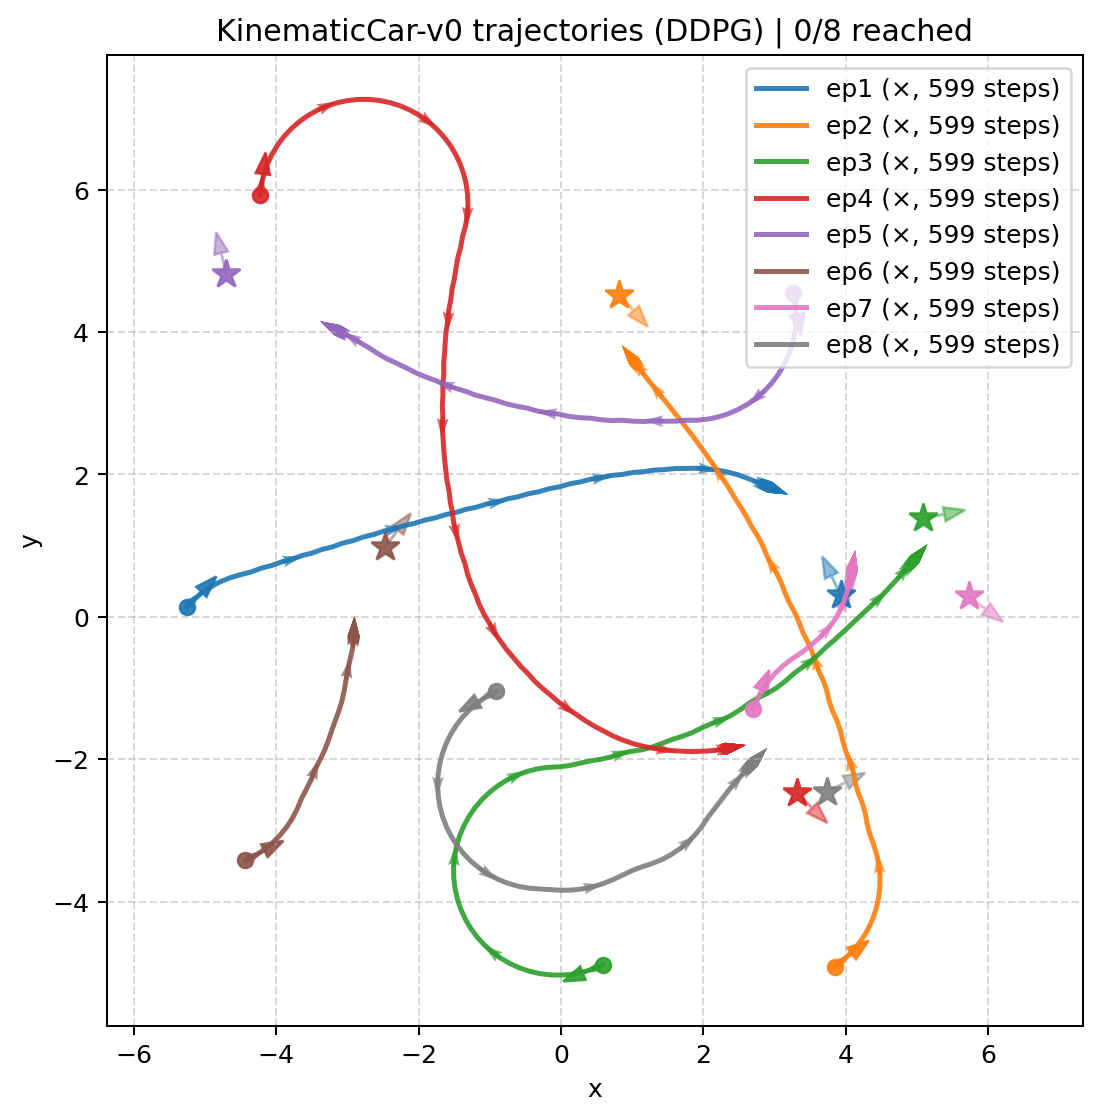 KinematicCar-v0 trajectories (DDPG) | 0/8 reached
ep1 (×, 599 steps)
ep2 (×, 599 steps)
ep3 (×, 599 steps)
ep4 (×, 599 steps)
ep5 (×, 599 steps)
ep6 (×, 599 steps)
ep7 (×, 599 steps)
ep8 (×, 599 steps)
6
4
2
0
−2
−4
y
−6 −4 −2 0 2 4 6
x